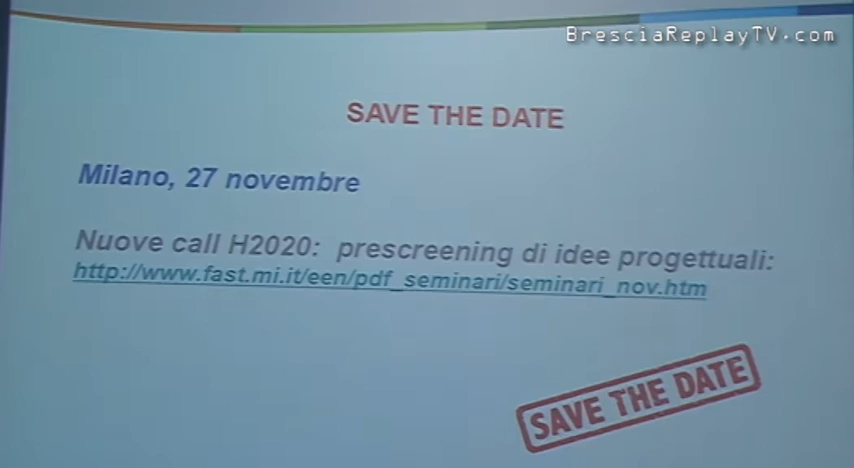 BresciaReplayTV.com
SAVE THE DATE
Milano, 27 novembre
Nuove call H2020: prescreening di idee progettuali:
http://www.fast.mi.it/een/pdf_seminari/seminari_nov.htm
SAVE THE DATE